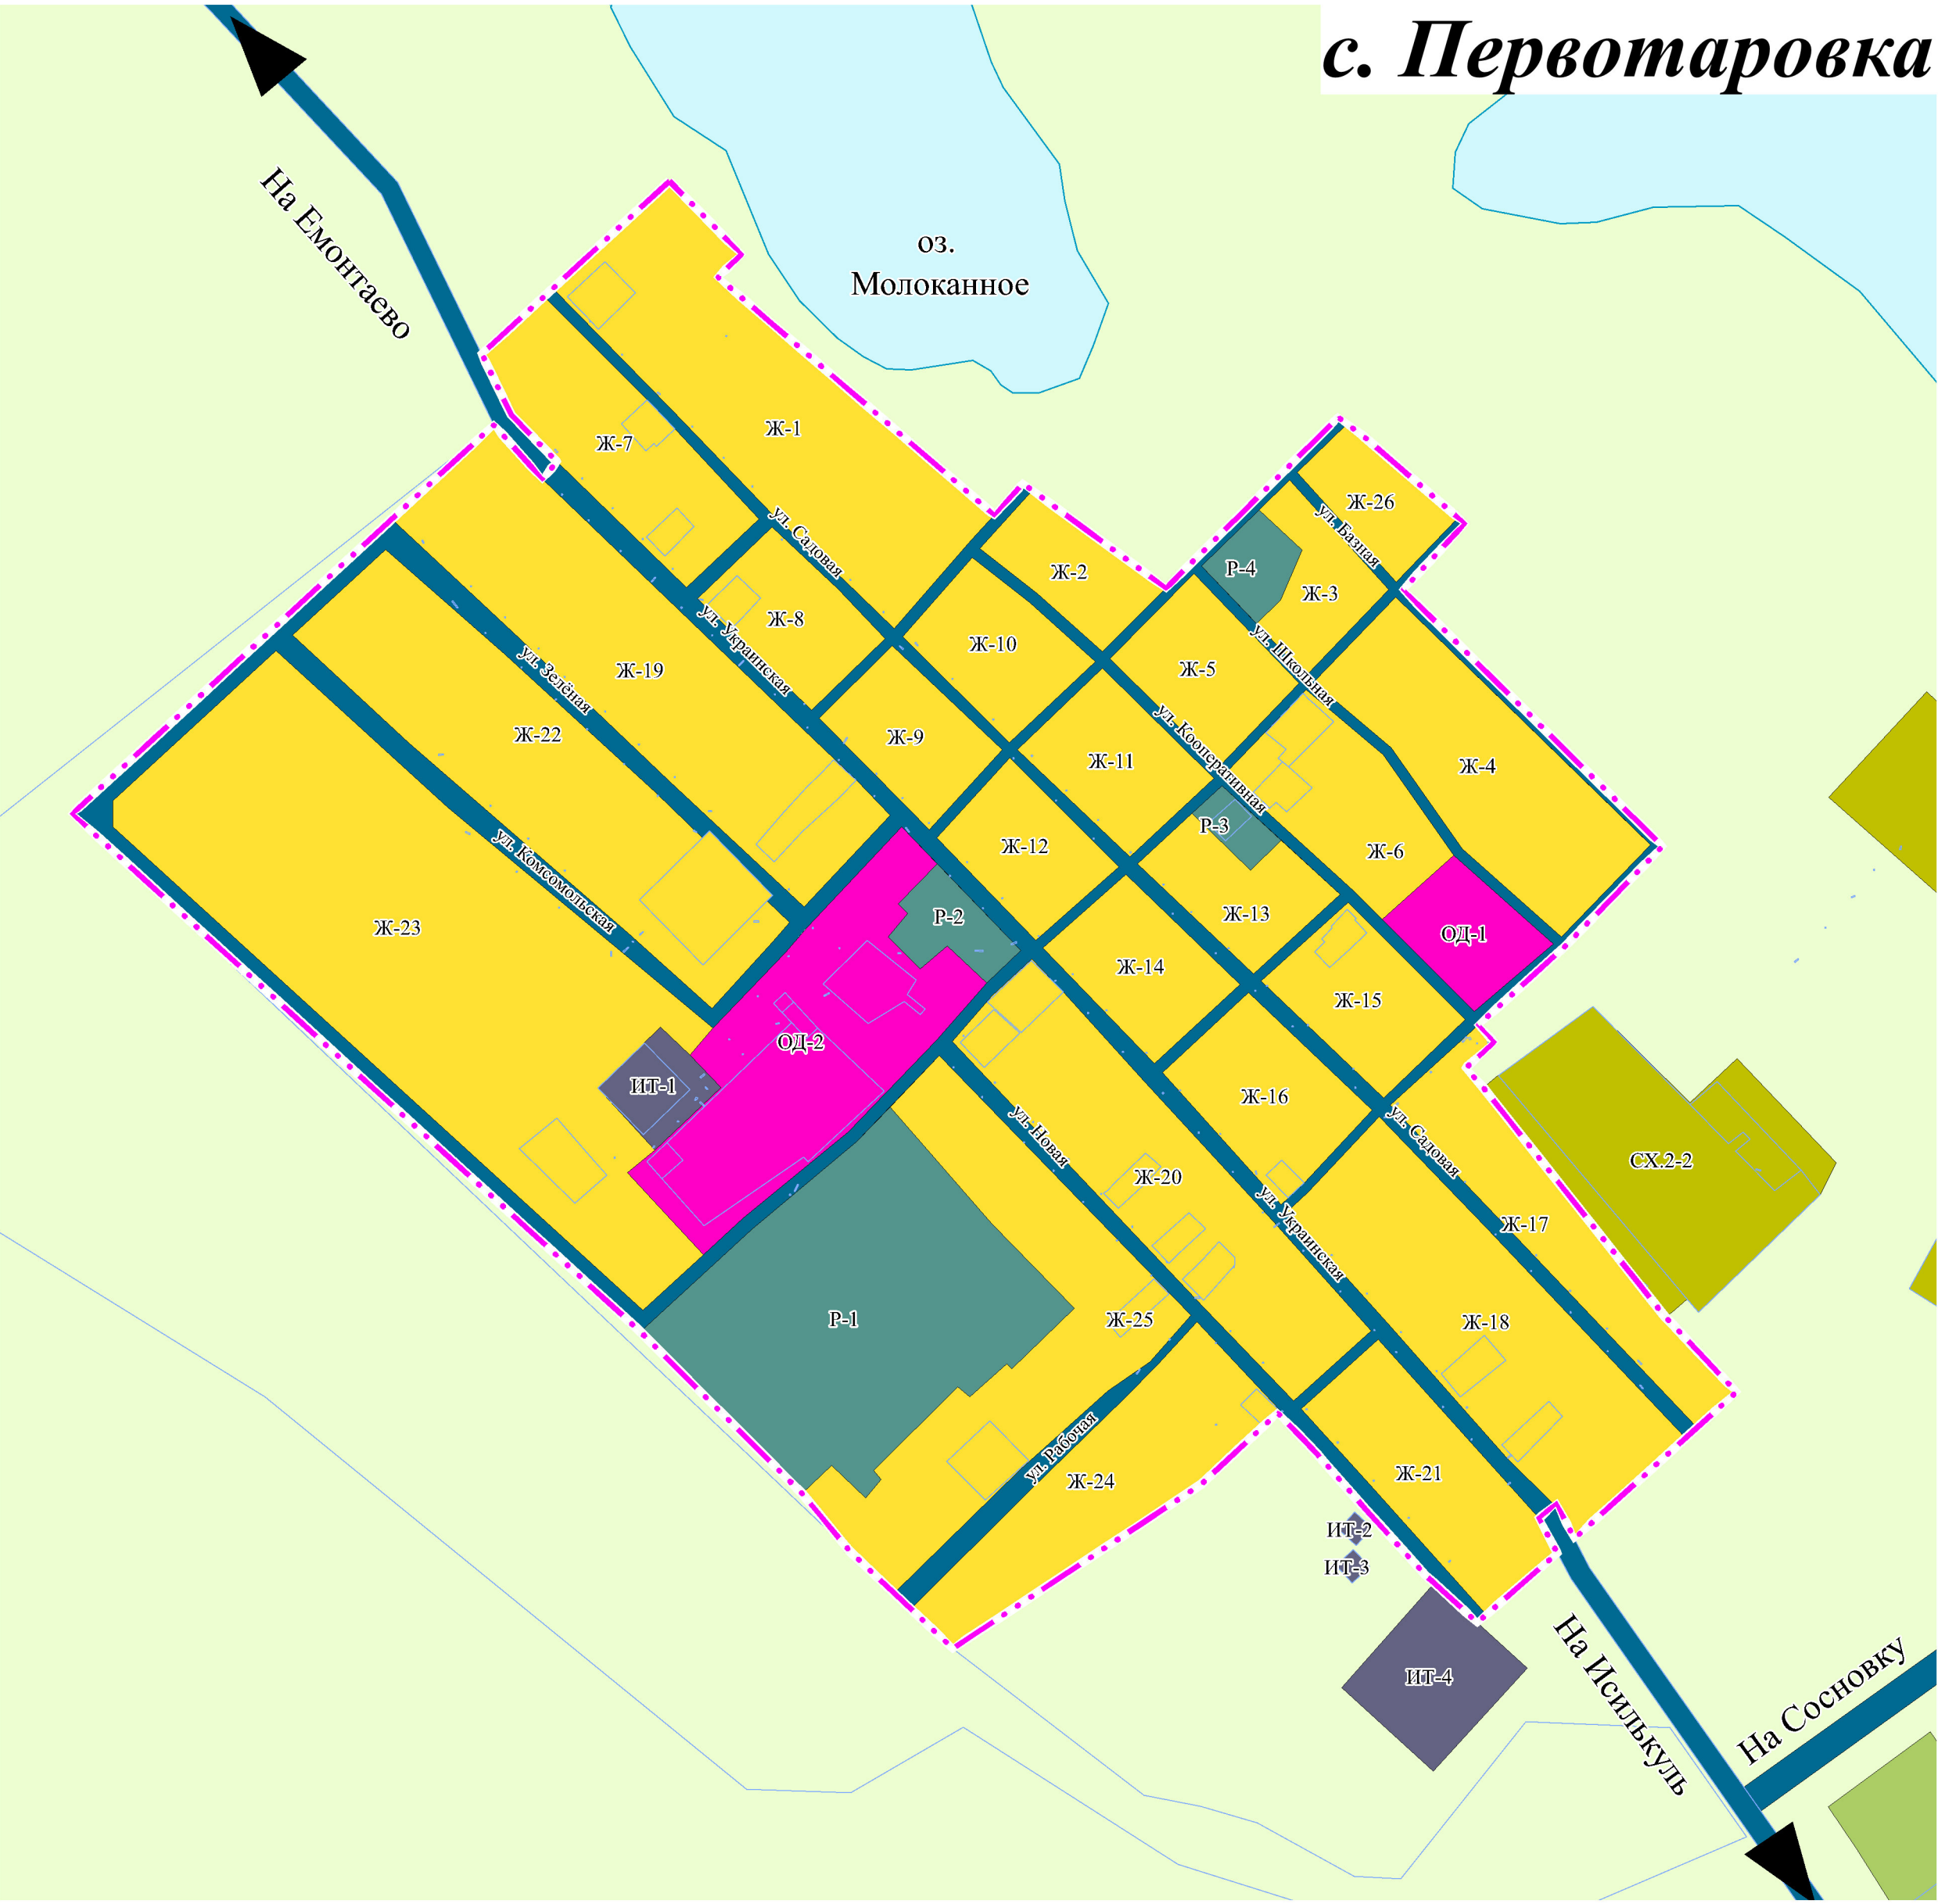 с. Первотаровка
На Емонтаево
оз.
Молоканное
Ж-1
Ж-7
Ж-26
ул. Базная
ул. Садовая
Р-4
Ж-2
Ж-3
Ж-8
ул. Украинская
Ж-10
ул. Школьная
Ж-5
Ж-19
ул. Зелёная
Ж-22
Ж-9
ул. Кооперативная
Ж-11
Ж-4
Р-3
Ж-12
Ж-6
ул. Комсомольская
Ж-23
Р-2
Ж-13
ОД-1
Ж-14
Ж-15
ОД-2
ИТ-1
Ж-16
ул. Новая
ул. Садовая
СХ.2-2
Ж-20
ул. Украинская
Ж-17
Р-1
Ж-25
Ж-18
ул. Рабочая
Ж-24
Ж-21
ИТ-2
ИТ-3
ИТ-4
На Исилькуль
На Сосновку